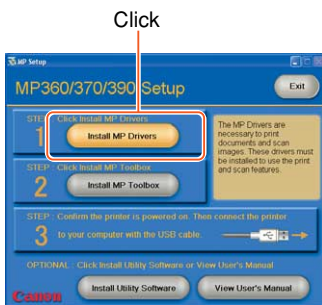 Click
MP Setup
MP360/370/390 Setup
Exit
STEP : Click Install MP Drivers
1
Install MP Drivers
The MP Drivers are
necessary to print
documents and scan
images. These drivers must
be installed to use the print
and scan features.
STEP : Click Install MP Toolbox
2
Install MP Toolbox
STEP : Confirm the printer is powered on. Then connect the printer
3
to your computer with the USB cable.
OPTIONAL : Click Install Utility Software or View User's Manual
Canon
Install Utility Software
View User's Manual